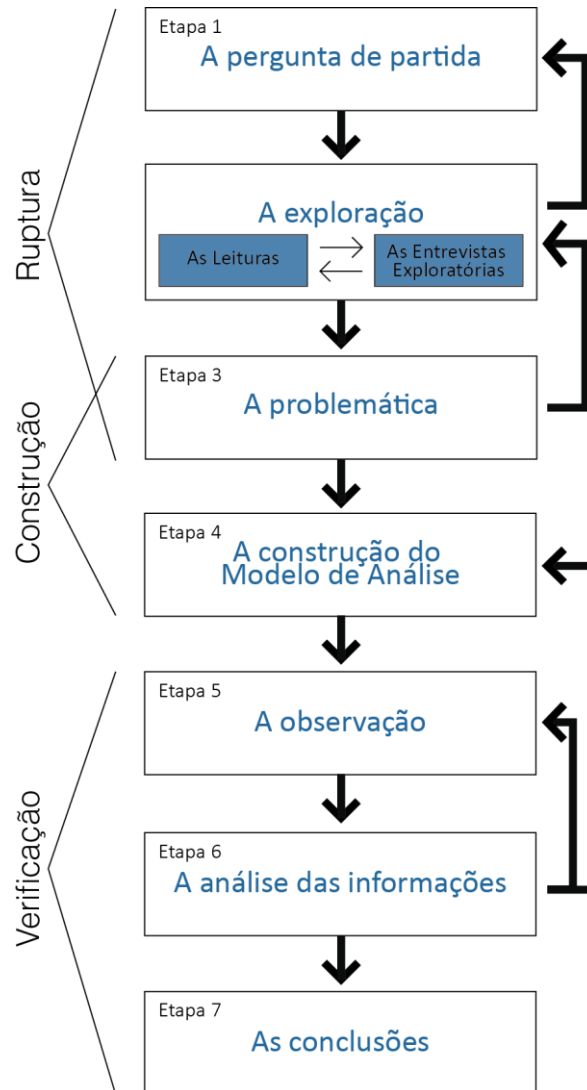 Etapa 1
A pergunta de partida
A exploração
As Leituras
As Entrevistas
Exploratórias
Ruptura
Etapa 3
A problemática
Construção
Etapa 4
A construção do
Modelo de Análise
Etapa 5
A observação
Verificação
Etapa 6
A análise das informações
Etapa 7
As conclusões